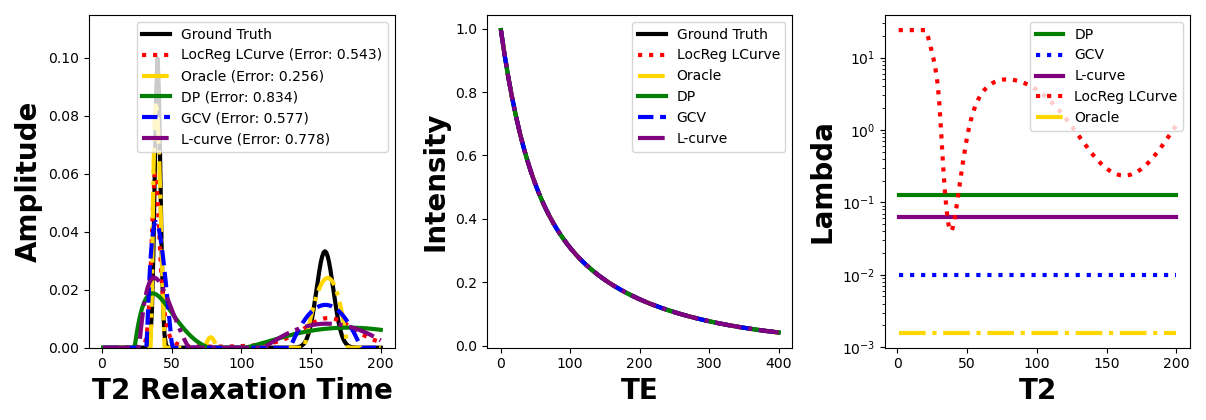 Amplitude
0.00
0.02
0.04
0.06
0.08
0.10
0
50
100
150
200
T2 Relaxation Time
Ground Truth
LocReg LCurve (Error: 0.543)
Oracle (Error: 0.256)
DP (Error: 0.834)
GCV (Error: 0.577)
L-curve (Error: 0.778)
Intensity
0.0
0.2
0.4
0.6
0.8
1.0
0
100
200
300
400
TE
Ground Truth
LocReg LCurve
Oracle
DP
GCV
L-curve
Lambda
10⁻³
10⁻²
10⁻¹
10⁰
10¹
0
50
100
150
200
T2
DP
GCV
L-curve
LocReg LCurve
Oracle